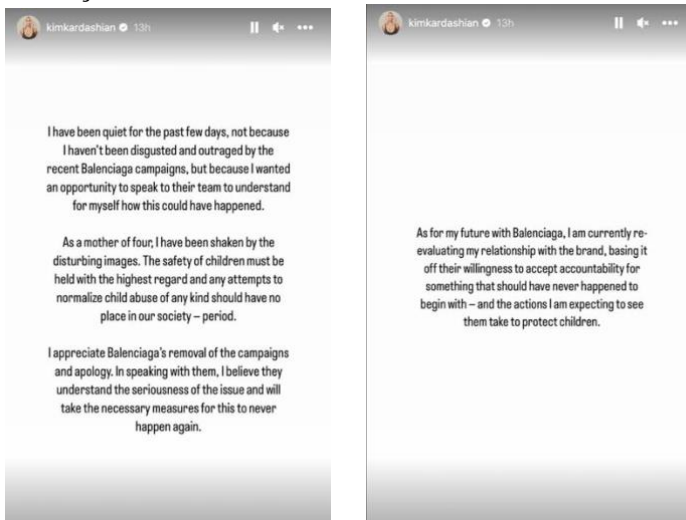 kimkardashian 13h
I have been quiet for the past few days, not because
I haven't been disgusted and outraged by the
recent Balenciaga campaigns, but because I wanted
an opportunity to speak to their team to understand
for myself how this could have happened.
As a mother of four, I have been shaken by the
disturbing images. The safety of children must be
held with the highest regard and any attempts to
normalize child abuse of any kind should have no
place in our society – period.
I appreciate Balenciaga's removal of the campaigns
and apology. In speaking with them, I believe they
understand the seriousness of the issue and will
take the necessary measures for this to never
happen again.
kimkardashian 13h
As for my future with Balenciaga, I am currently re-
evaluating my relationship with the brand, basing it
off their willingness to accept accountability for
something that should have never happened to
begin with – and the actions I am expecting to see
them take to protect children.